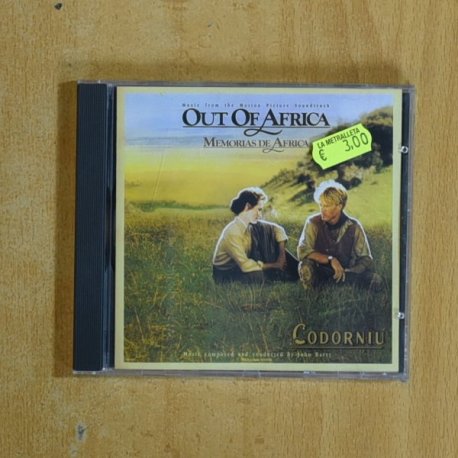 Music from the Motion Picture Soundtrack
OUT OF AFRICA
MEMORIAS DE AFRICA
LA METRALLETA
€ 3,00
CODORNIU
Music composed and conducted by John Barry